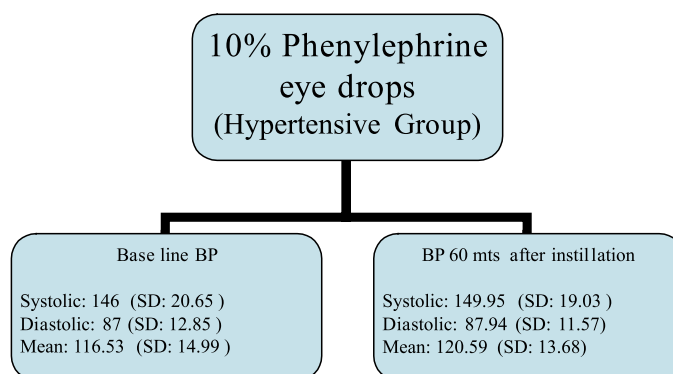 10% Phenylephrine
eye drops
(Hypertensive Group)
Base line BP
Systolic: 146 (SD: 20.65 )
Diastolic: 87 (SD: 12.85 )
Mean: 116.53 (SD: 14.99 )
BP 60 mts after instillation
Systolic: 149.95 (SD: 19.03 )
Diastolic: 87.94 (SD: 11.57)
Mean: 120.59 (SD: 13.68)